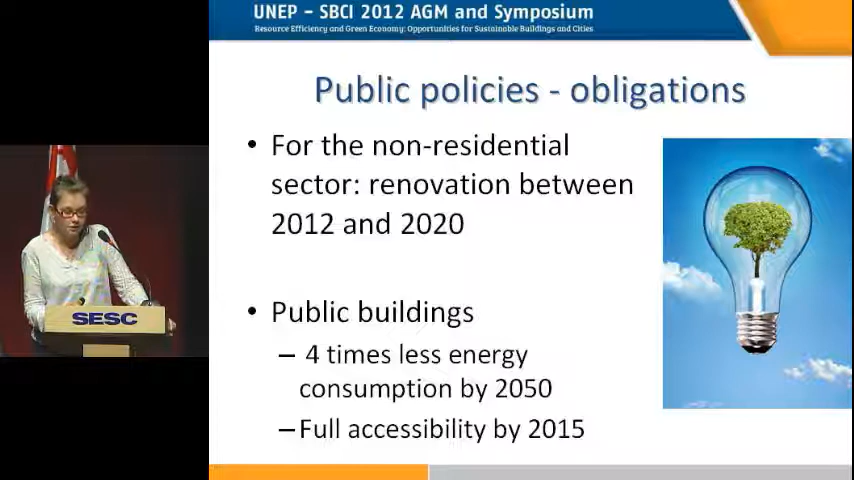 UNEP – SBCI 2012 AGM and Symposium
Resource Efficiency and Green Economy: Opportunities for Sustainable Buildings and Cities
Public policies - obligations
• For the non-residential
sector: renovation between
2012 and 2020
• Public buildings
– 4 times less energy
consumption by 2050
– Full accessibility by 2015
SESC